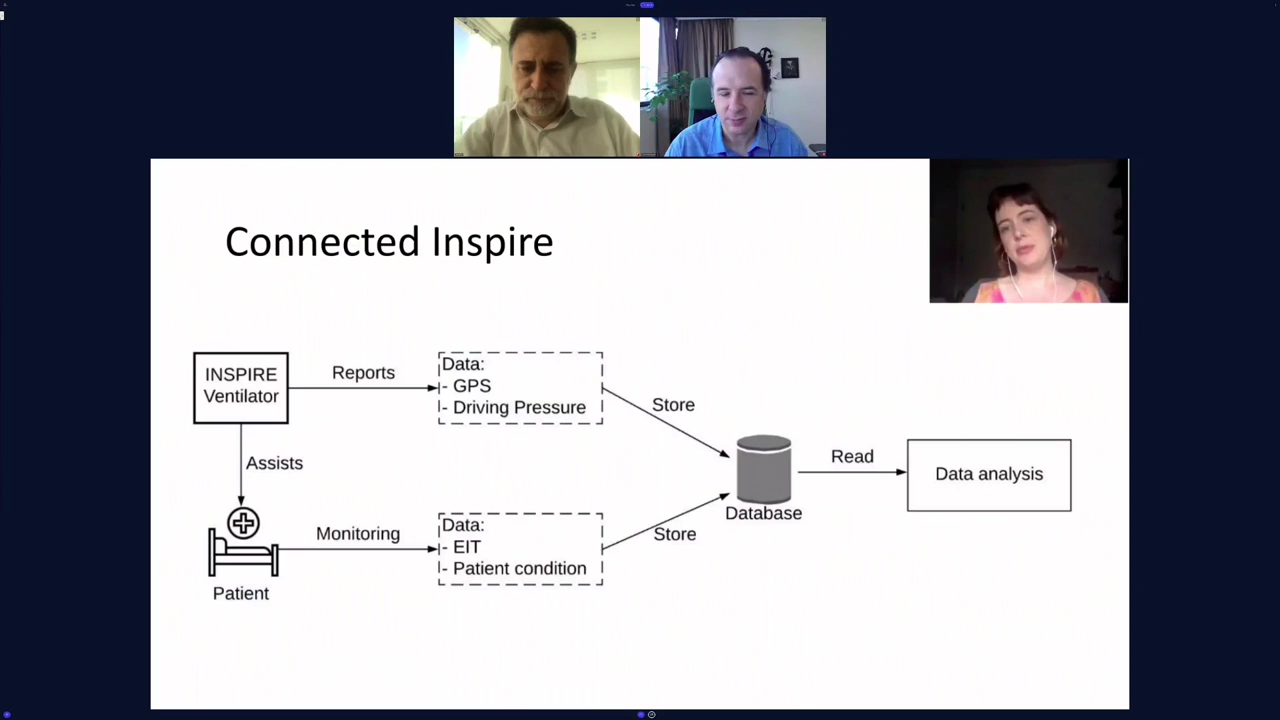 Connected Inspire
INSPIRE
Ventilator
Reports
Data:
- GPS
- Driving Pressure
Store
Assists
Patient
Monitoring
Data:
- EIT
- Patient condition
Store
Database
Read
Data analysis